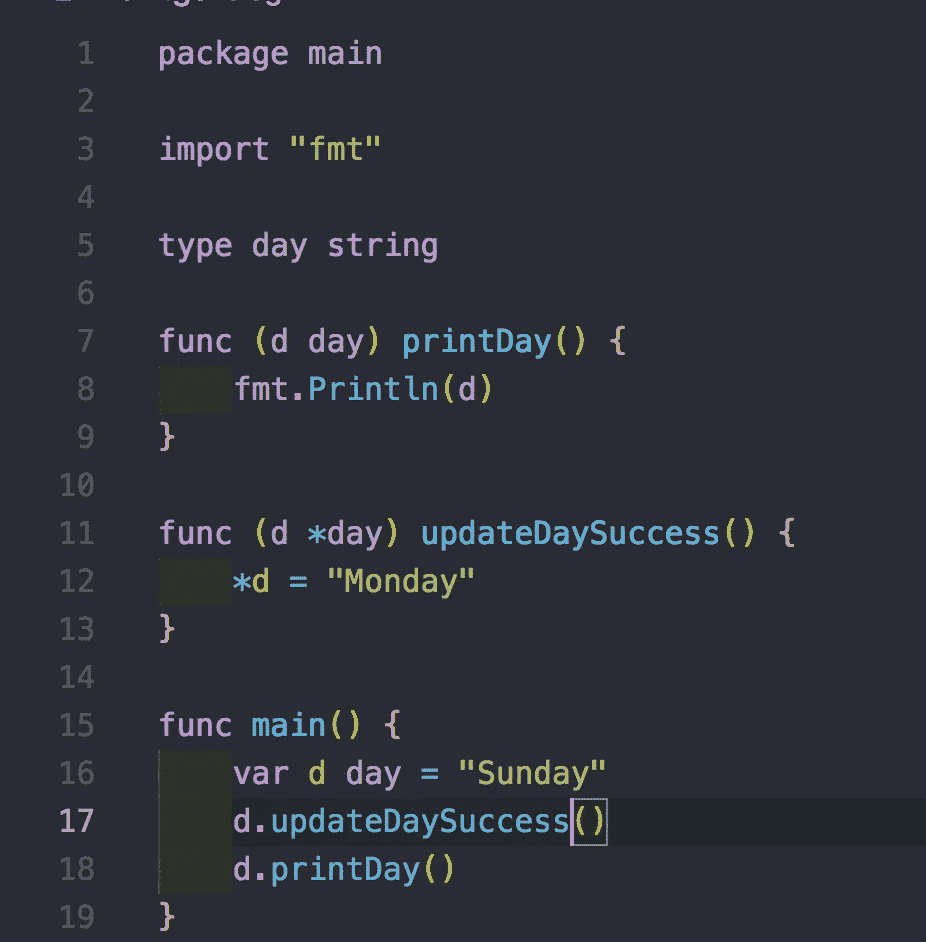 1 package main
2
3 import "fmt"
4
5 type day string
6
7 func (d day) printDay() {
8 fmt.Println(d)
9 }
10
11 func (d *day) updateDaySuccess() {
12 *d = "Monday"
13 }
14
15 func main() {
16 var d day = "Sunday"
17 d.updateDaySuccess()
18 d.printDay()
19 }